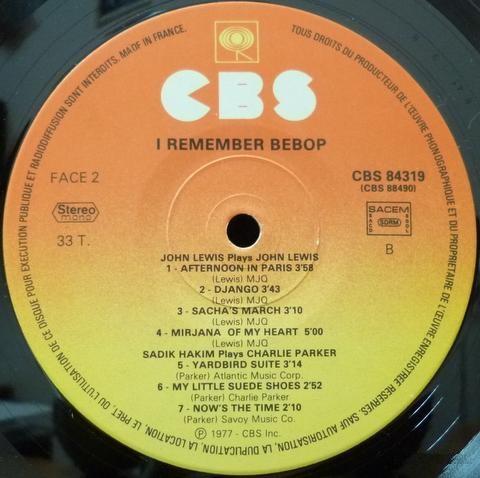 TOUS DROITS DU PRODUCTEUR DE L'ŒUVRE PHONOGRAPHIQUE ET DU PROPRIETAIRE DE L'ŒUVRE ENREGISTREE RESERVES. SAUF AUTORISATION, LA DUPLICATION, LA LOCATION, LE PRET, OU L'UTILISATION DE CE DISQUE POUR EXECUTION PUBLIQUE ET RADIODIFFUSION SONT INTERDITS. MADE IN FRANCE.
CBS
I REMEMBER BEBOP
FACE 2
CBS 84319
(CBS 88490)
Stereo
mono
SACEM
SACD
SDRM
SGDL
33 T.
B
JOHN LEWIS Plays JOHN LEWIS
1 - AFTERNOON IN PARIS 3'58
(Lewis) MJQ
2 - DJANGO 3'43
(Lewis) MJQ
3 - SACHA'S MARCH 3'10
(Lewis) MJQ
4 - MIRJANA OF MY HEART 5'00
(Lewis) MJQ
SADIK HAKIM Plays CHARLIE PARKER
5 - YARDBIRD SUITE 3'14
(Parker) Atlantic Music Corp.
6 - MY LITTLE SUEDE SHOES 2'52
(Parker) Charlie Parker
7 - NOW'S THE TIME 2'10
(Parker) Savoy Music Co.
℗ 1977 - CBS Inc.